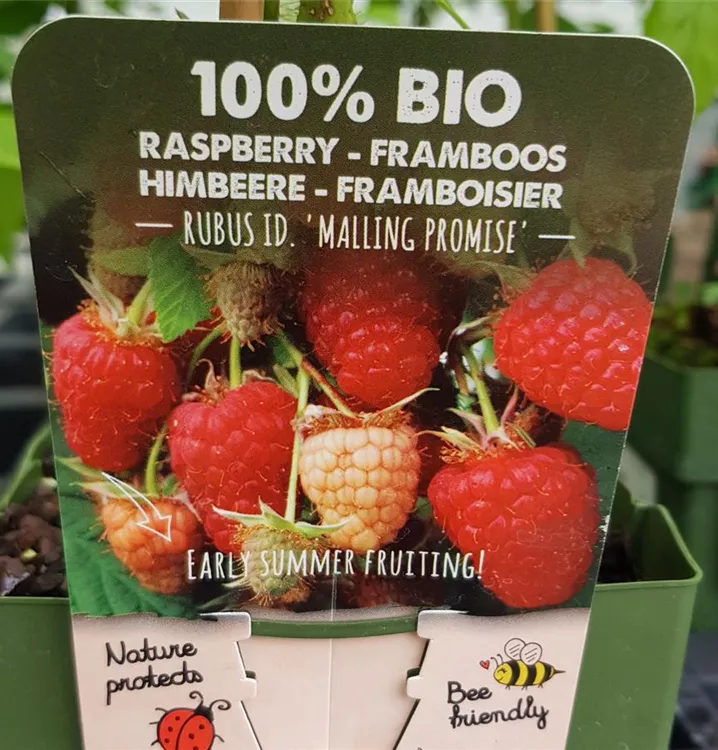 100% BIO
RASPBERRY - FRAMBOOS
HIMBEERE - FRAMBOISIER
RUBUS ID. 'MALLING PROMISE'
EARLY SUMMER FRUITING!
Nature
protects
Bee
friendly